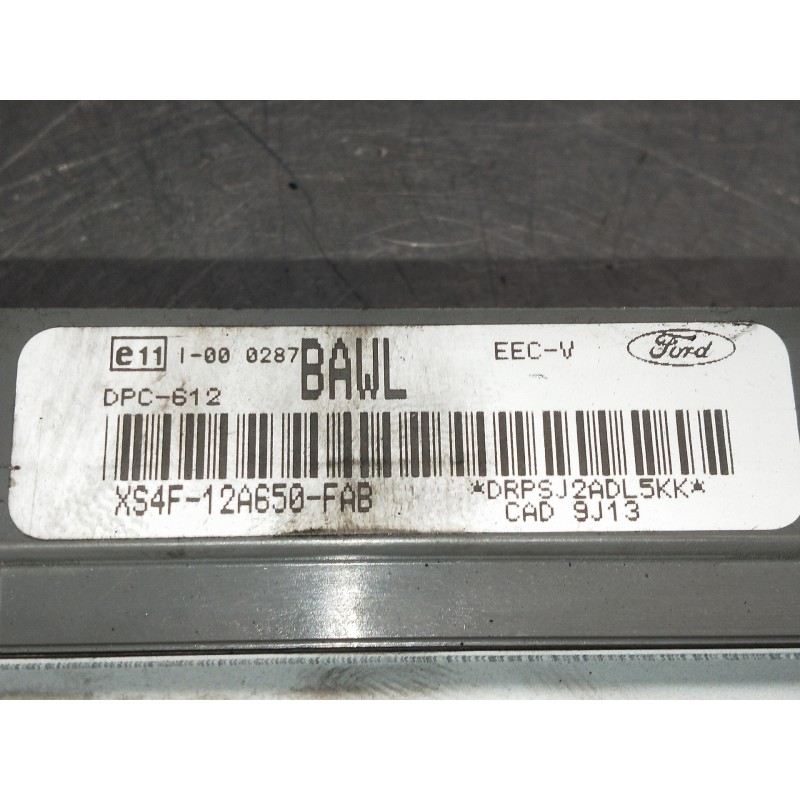 e11 I-00 0287 BAWL EEC-V Ford
DPC-612
XS4F-12A650-FAB *DRPSJ2ADL5KK*
CAD 9J13